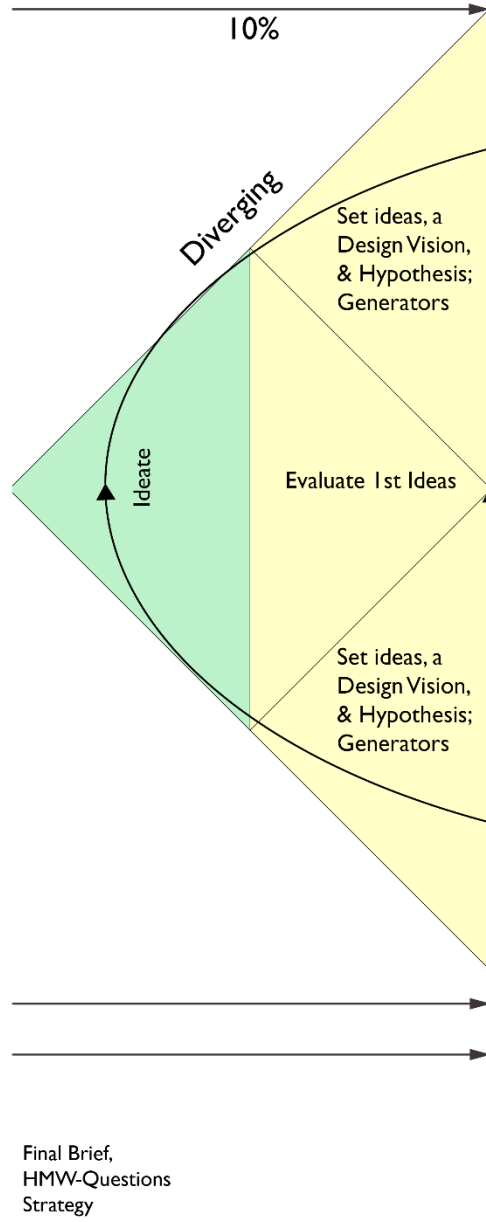 10%
Diverging
Set ideas, a
Design Vision,
& Hypothesis;
Generators
Ideate
Evaluate 1st Ideas
Set ideas, a
Design Vision,
& Hypothesis;
Generators
Final Brief,
HMW-Questions
Strategy